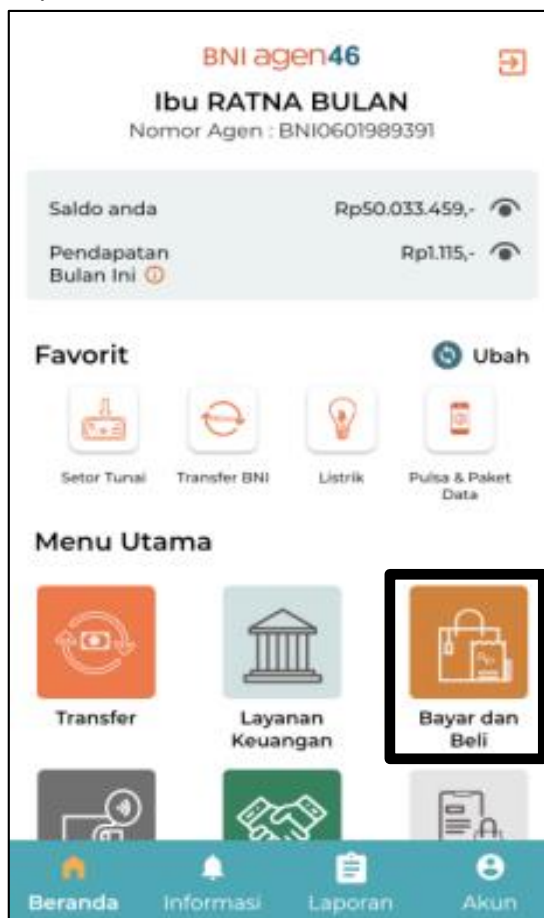 BNI agen46
Ibu RATNA BULAN
Nomor Agen : BNI0601989391
Saldo anda Rp50.033.459,-
Pendapatan Rp1.115,-
Bulan Ini
Favorit Ubah
Setor Tunai Transfer BNI Listrik Pulsa & Paket
Data
Menu Utama
Rp
Transfer Layanan Bayar dan
Keuangan Beli
Beranda Informasi Laporan Akun